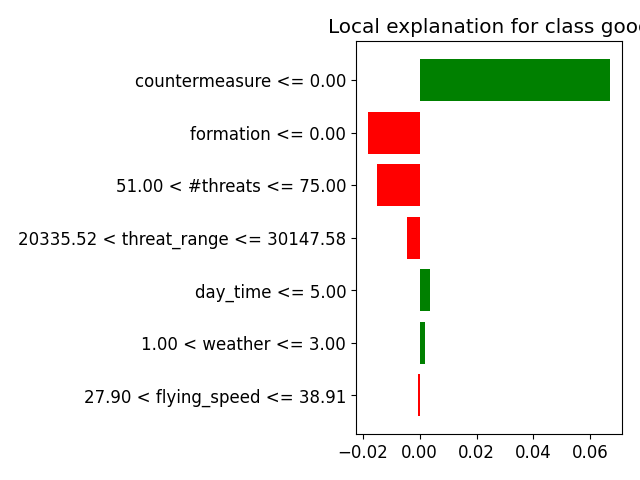 Local explanation for class good
countermeasure <= 0.00
formation <= 0.00
51.00 < #threats <= 75.00
20335.52 < threat_range <= 30147.58
day_time <= 5.00
1.00 < weather <= 3.00
27.90 < flying_speed <= 38.91
−0.02 0.00 0.02 0.04 0.06